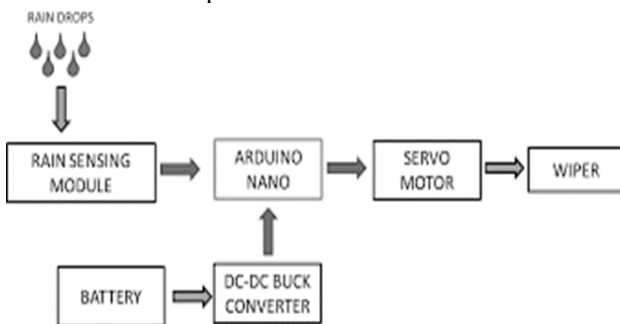 RAIN DROPS
RAIN SENSING
MODULE
ARDUINO
NANO
SERVO
MOTOR
WIPER
BATTERY
DC-DC BUCK
CONVERTER